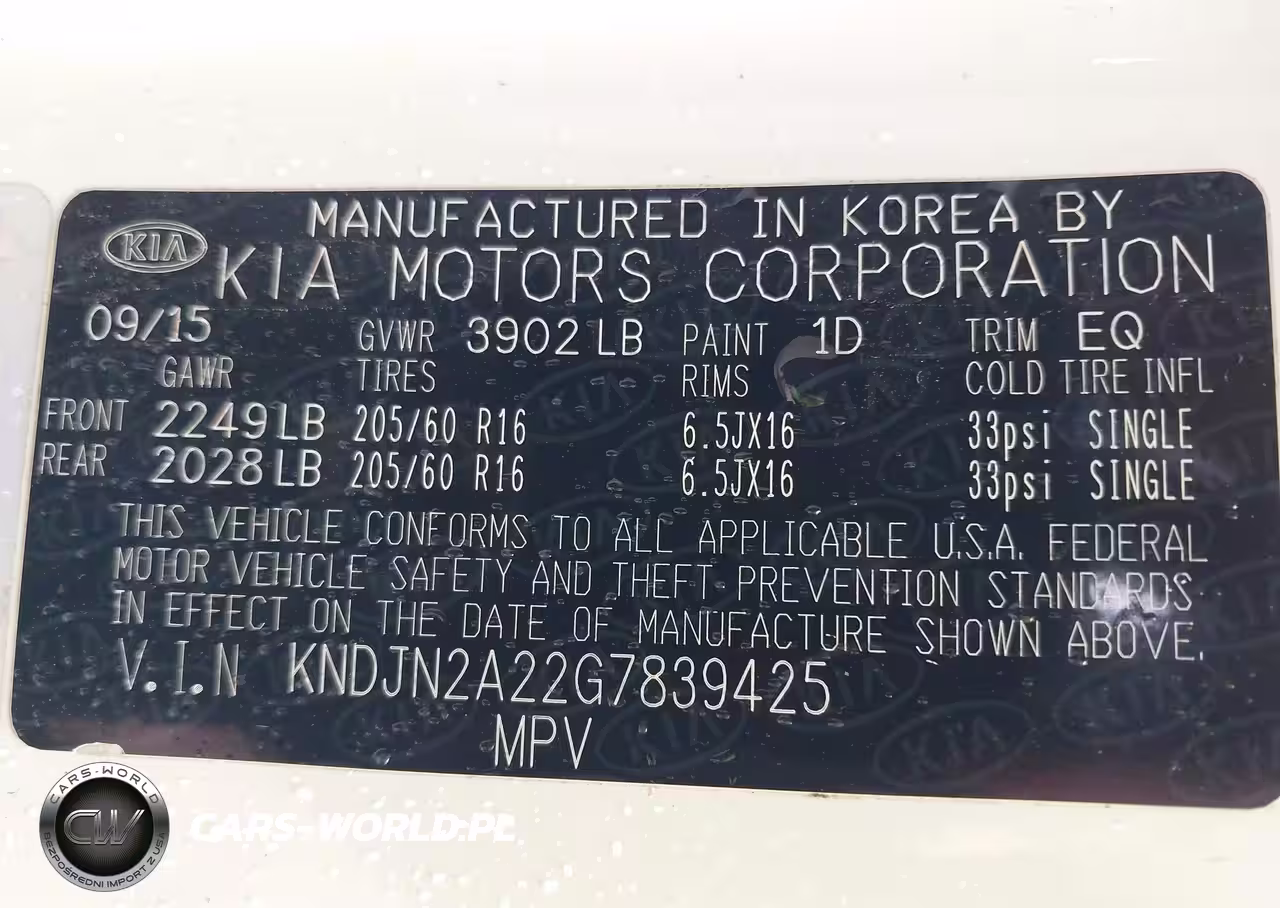 MANUFACTURED IN KOREA BY
KIA KIA MOTORS CORPORATION
09/15 GVWR 3902 LB PAINT 1D TRIM EQ
GAWR TIRES RIMS COLD TIRE INFL
FRONT 2249 LB 205/60 R16 6.5JX16 33psi SINGLE
REAR 2028 LB 205/60 R16 6.5JX16 33psi SINGLE
THIS VEHICLE CONFORMS TO ALL APPLICABLE U.S.A. FEDERAL
MOTOR VEHICLE SAFETY AND THEFT PREVENTION STANDARDS
IN EFFECT ON THE DATE OF MANUFACTURE SHOWN ABOVE.
V.I.N KNDJN2A22G7839425
MPV
CARS-WORLD
CW
BEZPOŚREDNI IMPORT Z USA
CARS-WORLD.PL